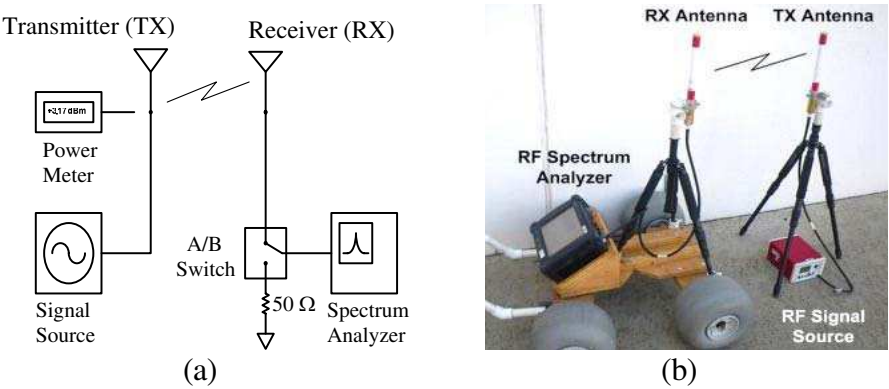 Transmitter (TX)
Receiver (RX)
+3,17 dBm
Power
Meter
A/B
Switch
50 Ω
Signal
Source
Spectrum
Analyzer
(a)
RX Antenna
TX Antenna
RF Spectrum
Analyzer
RF Signal
Source
(b)